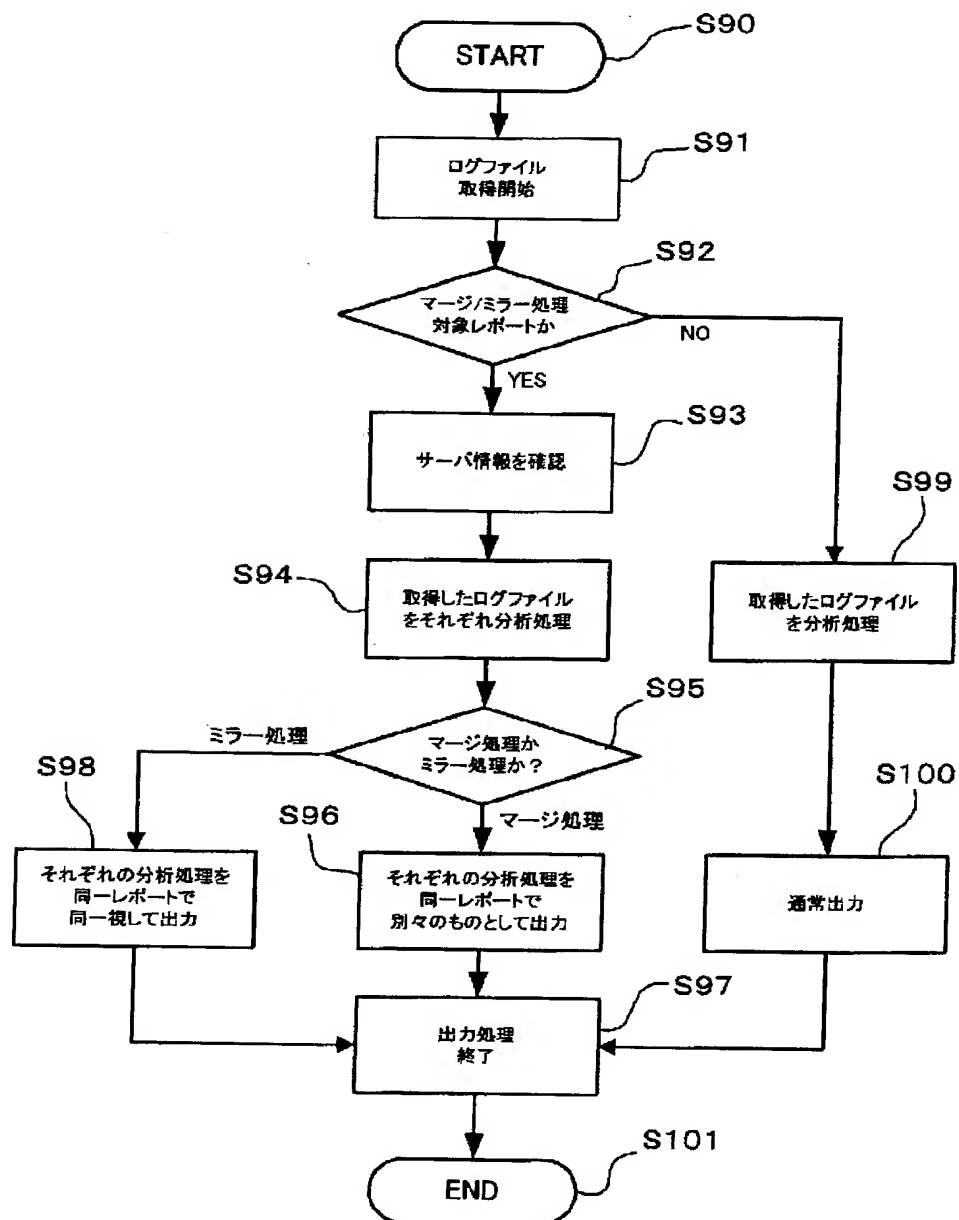 S90
START
S91
ログファイル
取得開始
S92
マージ/ミラー処理
対象レポートか
NO
YES
S93
サーバ情報を確認
S99
S94
取得したログファイル
をそれぞれ分析処理
取得したログファイル
を分析処理
S95
ミラー処理
マージ処理か
ミラー処理か？
S98
S96
マージ処理
S100
それぞれの分析処理を
同一レポートで
同一視して出力
それぞれの分析処理を
同一レポートで
別々のものとして出力
通常出力
S97
出力処理
終了
S101
END